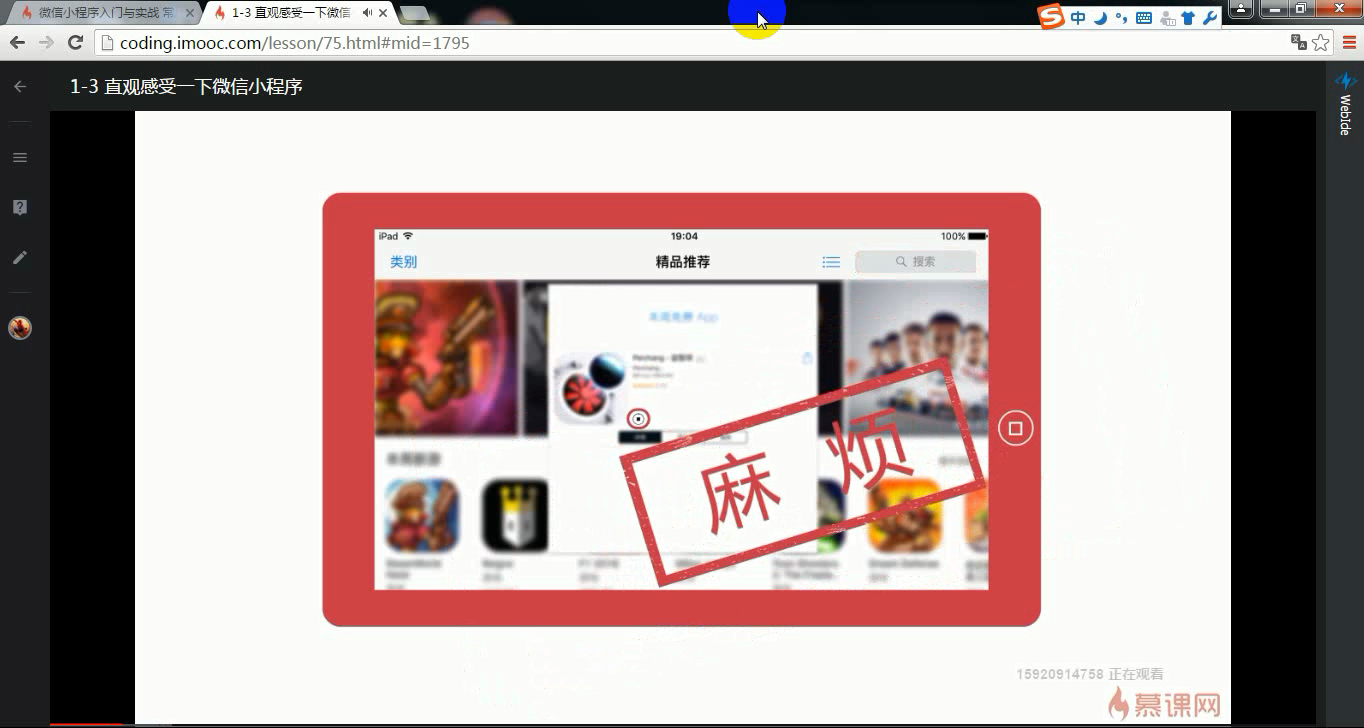 微信小程序入门与实战 常
1-3 直观感受一下微信
中
coding.imooc.com/lesson/75.html#mid=1795
1-3 直观感受一下微信小程序
WebIde
iPad
19:04
100%
类别
精品推荐
搜索
本周免费 App
麻烦
15920914758 正在观看
慕课网